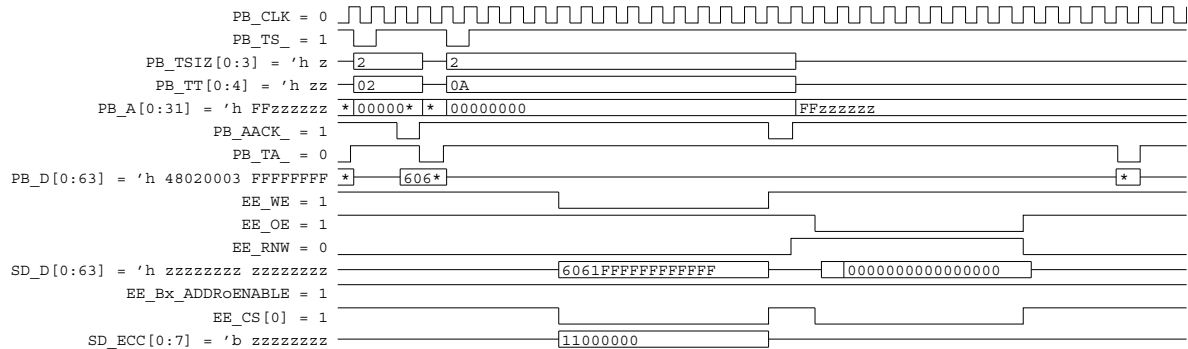 PB_CLK = 0
PB_TS_ = 1
PB_TSIZ[0:3] = 'h z 2 2
PB_TT[0:4] = 'h zz 02 0A
PB_A[0:31] = 'h FFzzzzzz * 00000* * 00000000 FFzzzzzz
PB_AACK_ = 1
PB_TA_ = 0
PB_D[0:63] = 'h 48020003 FFFFFFFF * 606* *
EE_WE = 1
EE_OE = 1
EE_RNW = 0
SD_D[0:63] = 'h zzzzzzzz zzzzzzzz 6061FFFFFFFFFFFF 0000000000000000
EE_Bx_ADDRoENABLE = 1
EE_CS[0] = 1
SD_ECC[0:7] = 'b zzzzzzzz 11000000